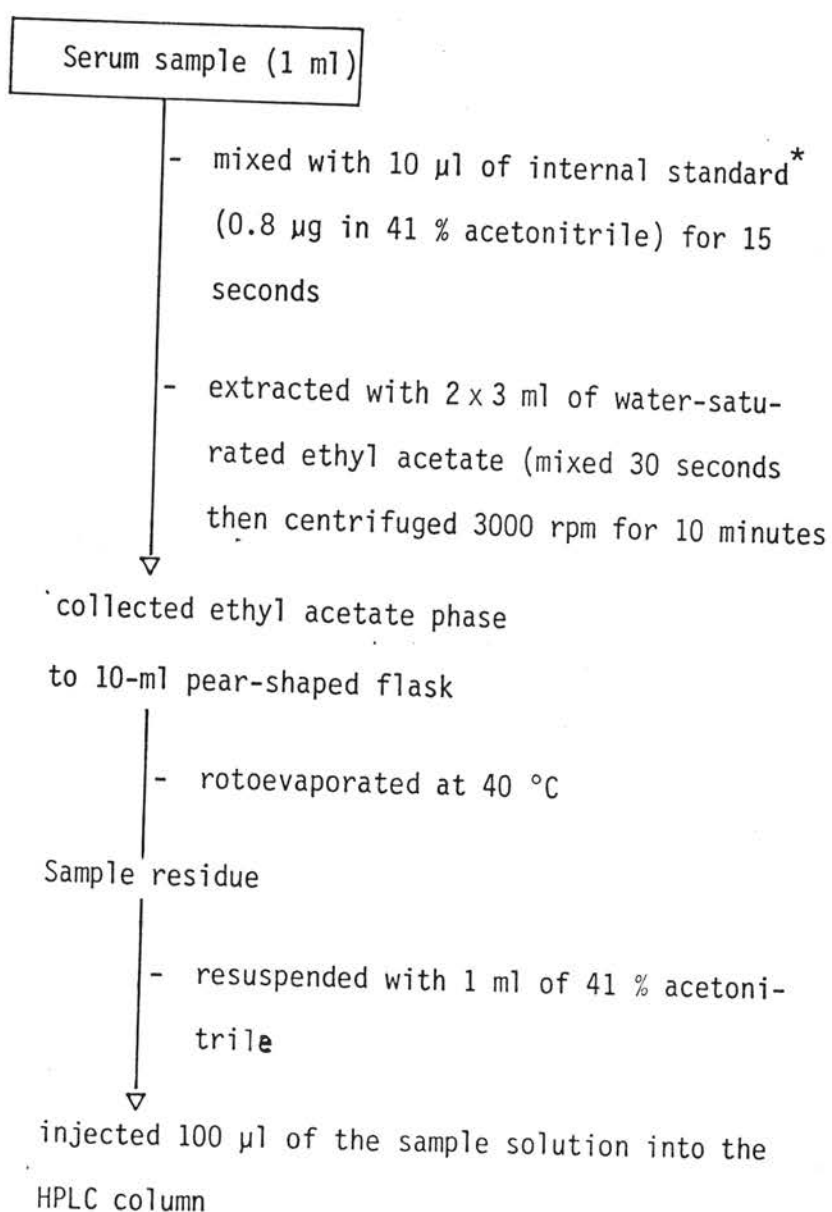 Serum sample (1 ml)
- mixed with 10 µl of internal standard*
(0.8 µg in 41 % acetonitrile) for 15
seconds
- extracted with 2 x 3 ml of water-satu-
rated ethyl acetate (mixed 30 seconds
then centrifuged 3000 rpm for 10 minutes
collected ethyl acetate phase
to 10-ml pear-shaped flask
- rotoevaporated at 40 °C
Sample residue
- resuspended with 1 ml of 41 % acetoni-
trile
injected 100 µl of the sample solution into the
HPLC column